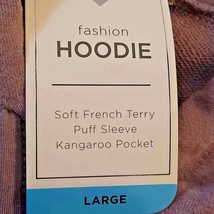 fashion
HOODIE
Soft French Terry
Puff Sleeve
Kangaroo Pocket
LARGE